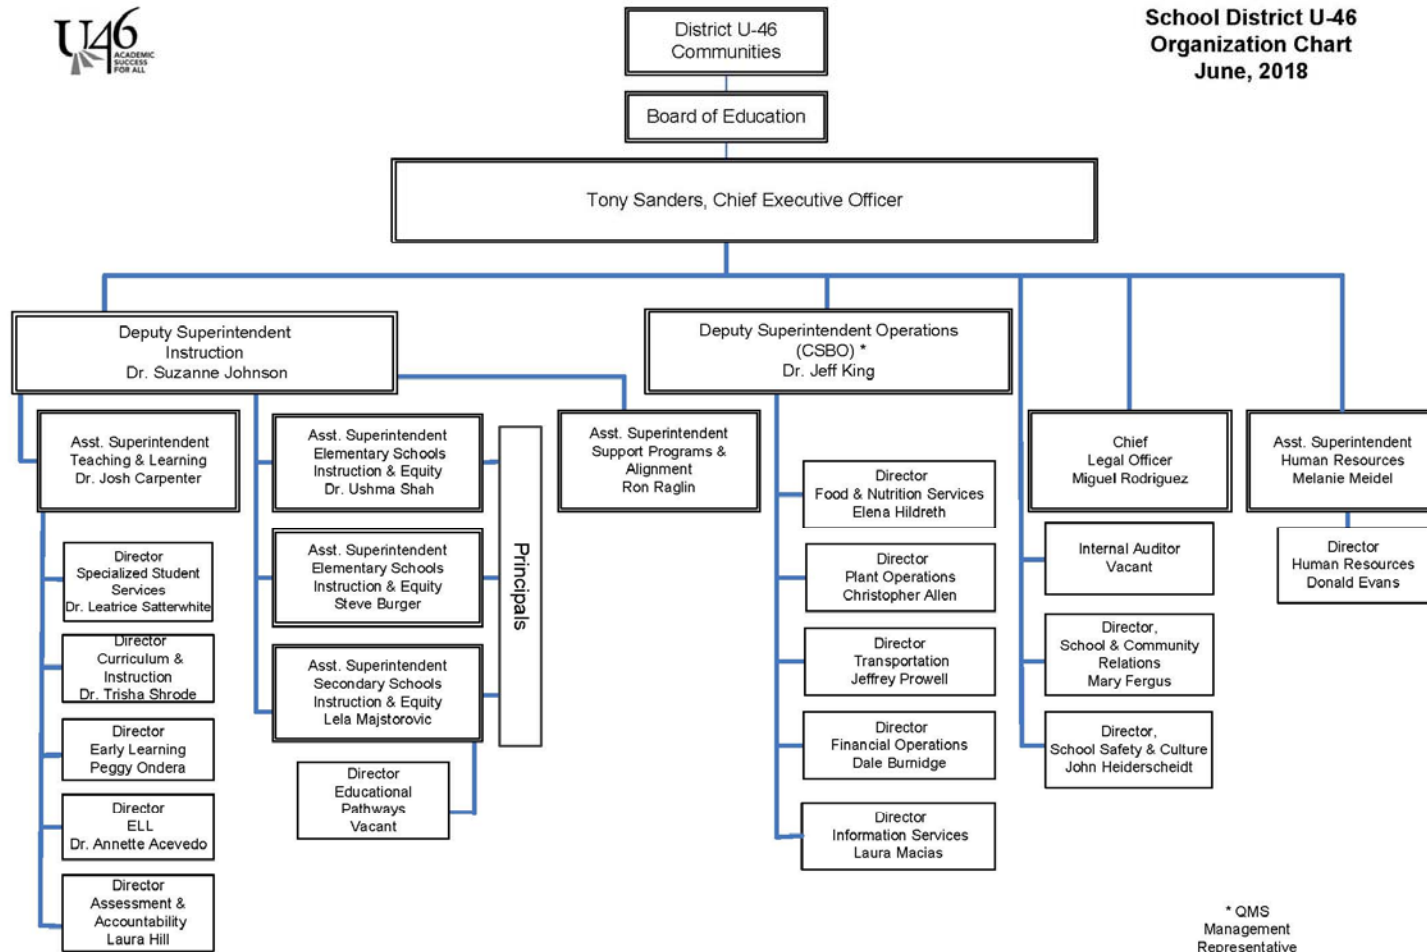 U46
ACADEMIC
SUCCESS
FOR ALL
School District U-46
Organization Chart
June, 2018
District U-46
Communities
Board of Education
Tony Sanders, Chief Executive Officer
Deputy Superintendent
Instruction
Dr. Suzanne Johnson
Deputy Superintendent Operations
(CSBO) *
Dr. Jeff King
Asst. Superintendent
Teaching & Learning
Dr. Josh Carpenter
Director
Specialized Student
Services
Dr. Leatrice Satterwhite
Director
Curriculum &
Instruction
Dr. Trisha Shrode
Director
Early Learning
Peggy Ondera
Director
ELL
Dr. Annette Acevedo
Director
Assessment &
Accountability
Laura Hill
Asst. Superintendent
Elementary Schools
Instruction & Equity
Dr. Ushma Shah
Asst. Superintendent
Elementary Schools
Instruction & Equity
Steve Burger
Asst. Superintendent
Secondary Schools
Instruction & Equity
Lela Majstorovic
Director
Educational
Pathways
Vacant
Principals
Asst. Superintendent
Support Programs &
Alignment
Ron Raglin
Director
Food & Nutrition Services
Elena Hildreth
Director
Plant Operations
Christopher Allen
Director
Transportation
Jeffrey Prowell
Director
Financial Operations
Dale Burnidge
Director
Information Services
Laura Macias
Chief
Legal Officer
Miguel Rodriguez
Internal Auditor
Vacant
Director,
School & Community
Relations
Mary Fergus
Director,
School Safety & Culture
John Heiderscheidt
Asst. Superintendent
Human Resources
Melanie Meidel
Director
Human Resources
Donald Evans
* QMS
Management
Representative